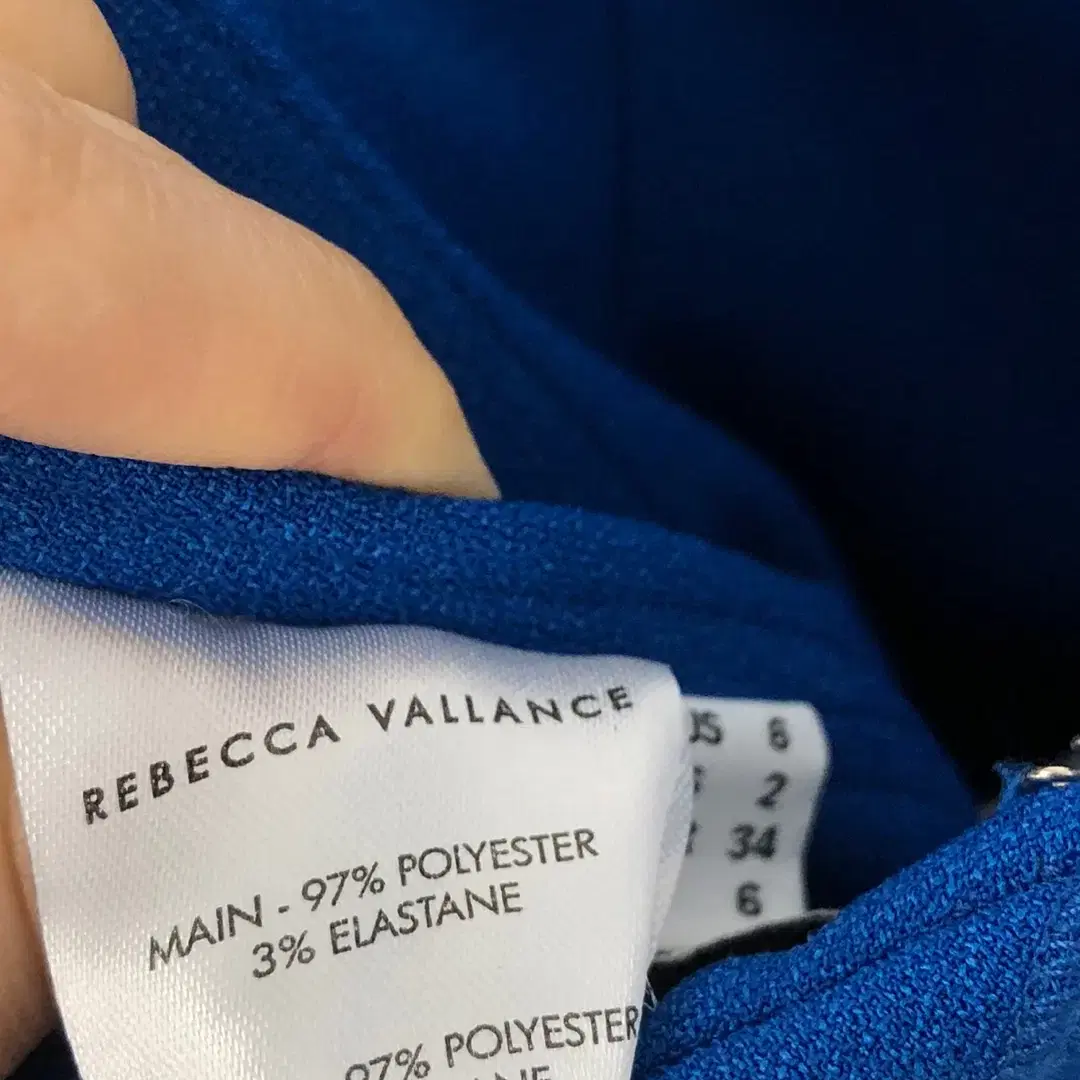 REBECCA VALLANCE
MAIN - 97% POLYESTER
3% ELASTANE
97% POLYESTER
6
2
34
6